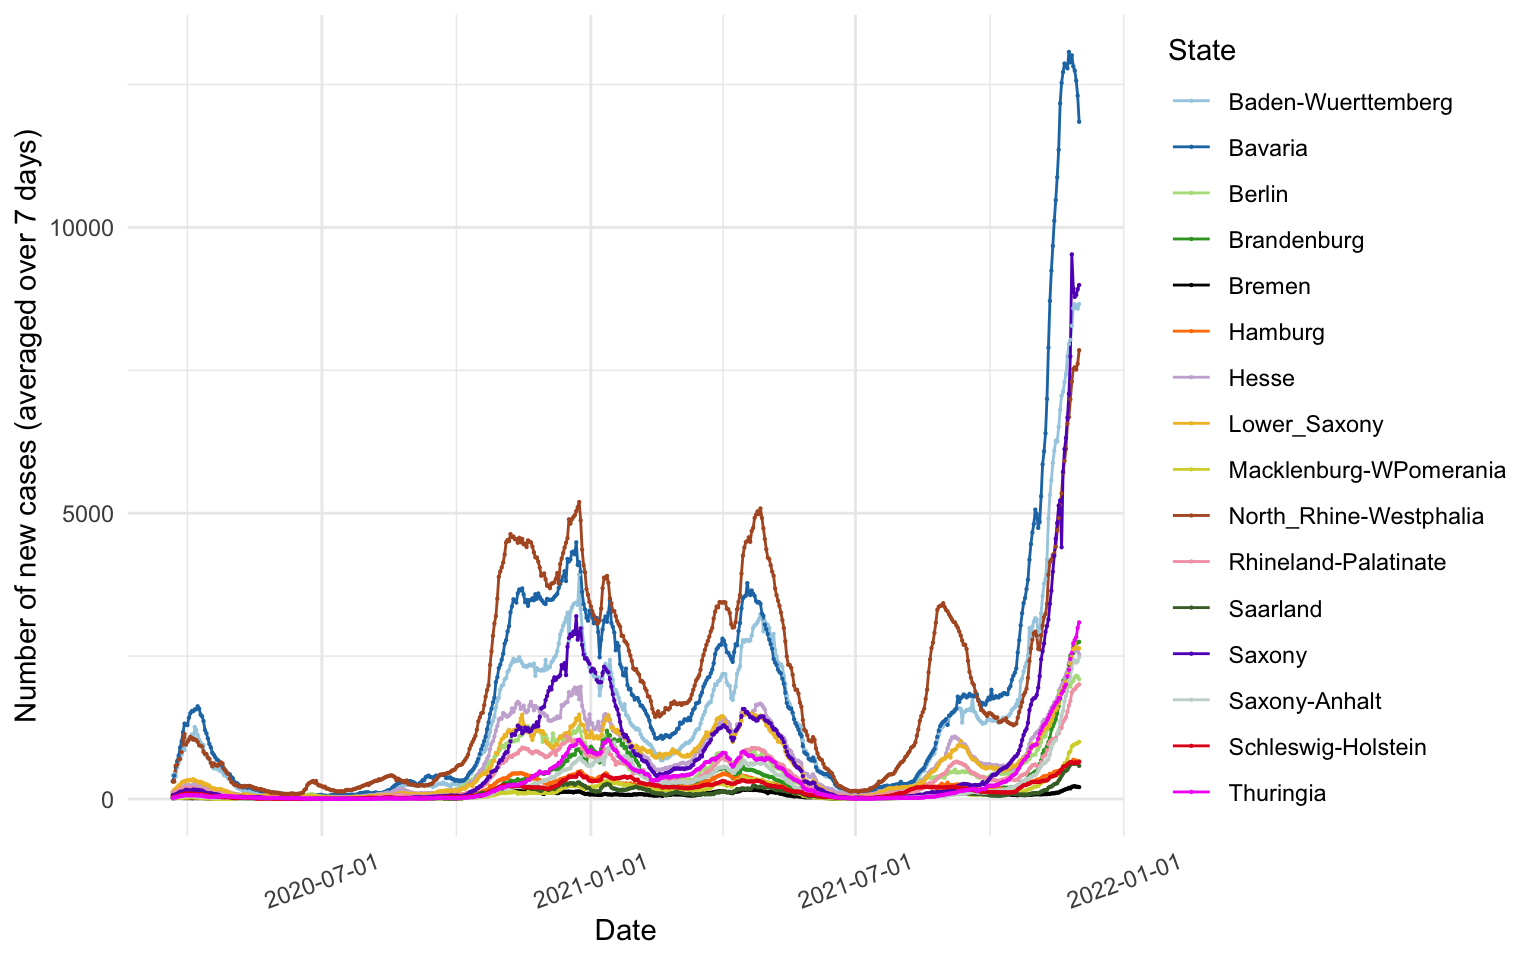 Number of new cases (averaged over 7 days)
10000
5000
0
2020-07-01
2021-01-01
2021-07-01
2022-01-01
Date
State
Baden-Wuerttemberg
Bavaria
Berlin
Brandenburg
Bremen
Hamburg
Hesse
Lower_Saxony
Macklenburg-WPomerania
North_Rhine-Westphalia
Rhineland-Palatinate
Saarland
Saxony
Saxony-Anhalt
Schleswig-Holstein
Thuringia